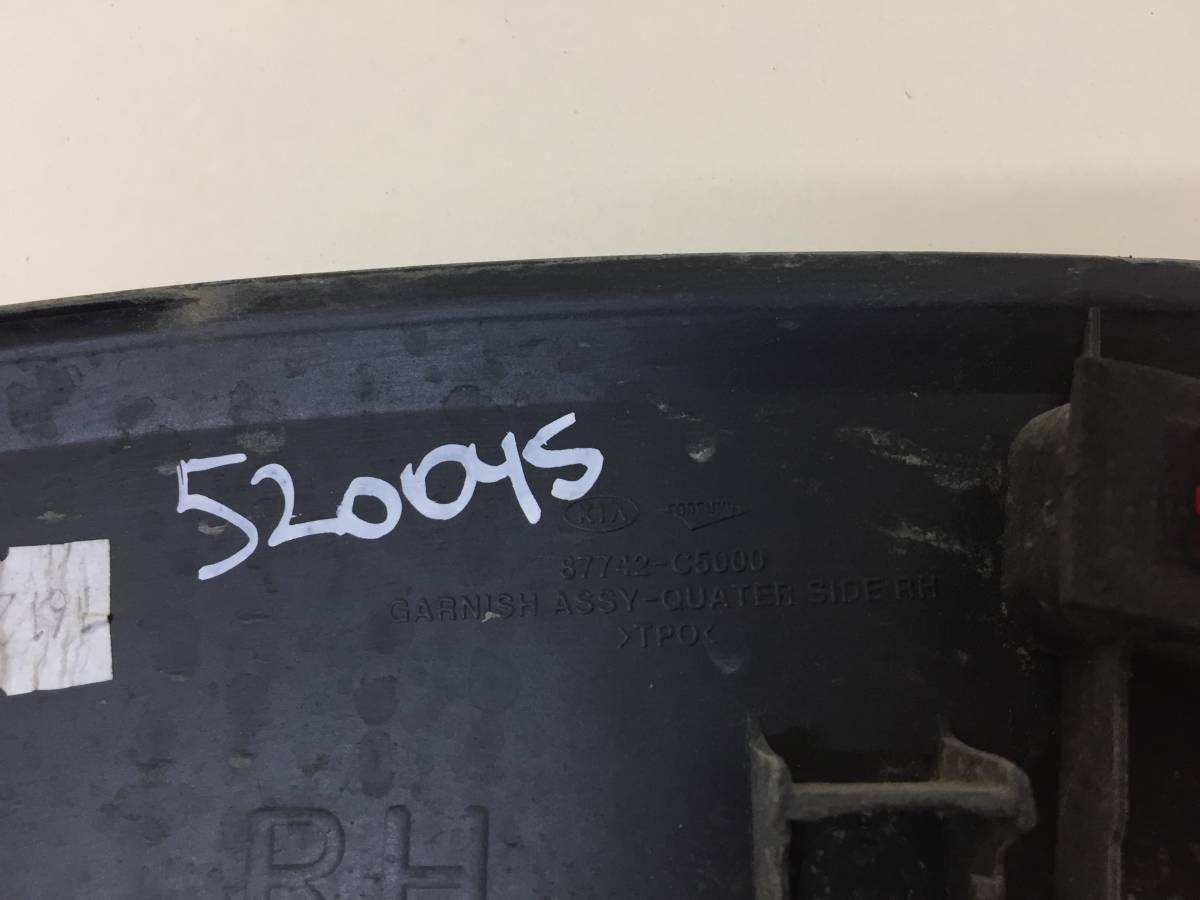 520045
KIA
87742-C5000
GARNISH ASSY-QUATER SIDE RH
>TPO<
RH